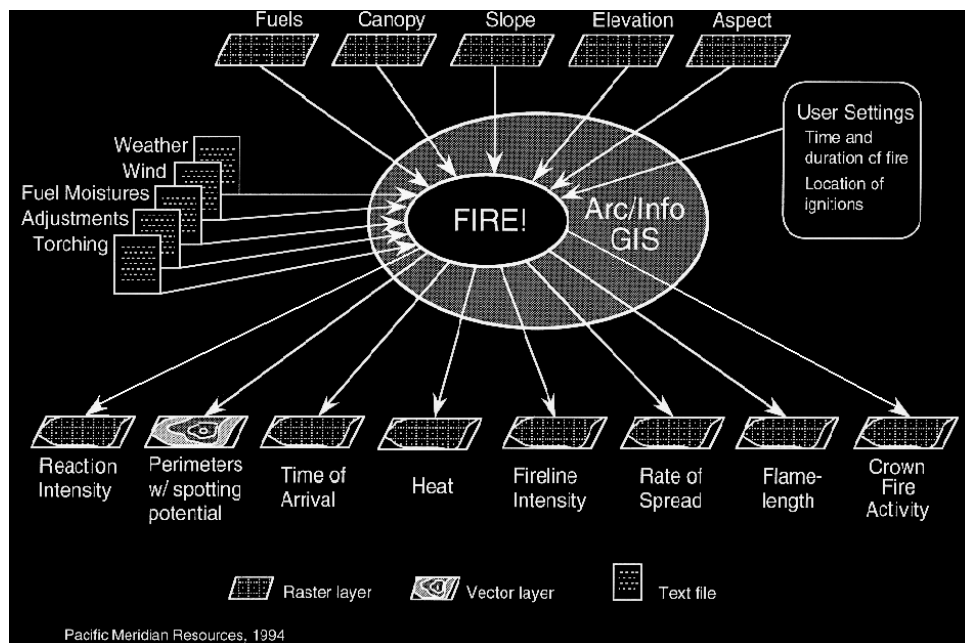 Fuels
Canopy
Slope
Elevation
Aspect
User Settings
Time and
duration of fire
Location of
ignitions
Weather
Wind
Fuel Moistures
Adjustments
Torching
FIRE!
Arc/Info
GIS
Reaction
Intensity
Perimeters
w/ spotting
potential
Time of
Arrival
Heat
Fireline
Intensity
Rate of
Spread
Flame-
length
Crown
Fire
Activity
Raster layer
Vector layer
Text file
Pacific Meridian Resources, 1994